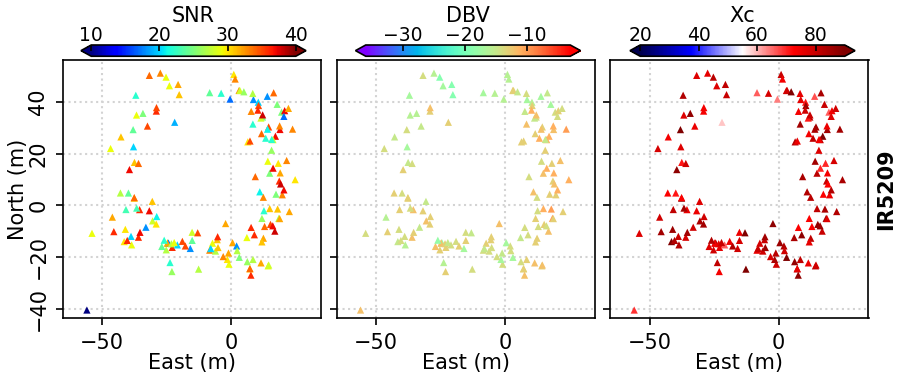 SNR
DBV
Xc
10 20 30 40
−30 −20 −10
20 40 60 80
North (m)
40
20
0
−20
−40
−50 0
−50 0
−50 0
East (m)
East (m)
East (m)
IR5209